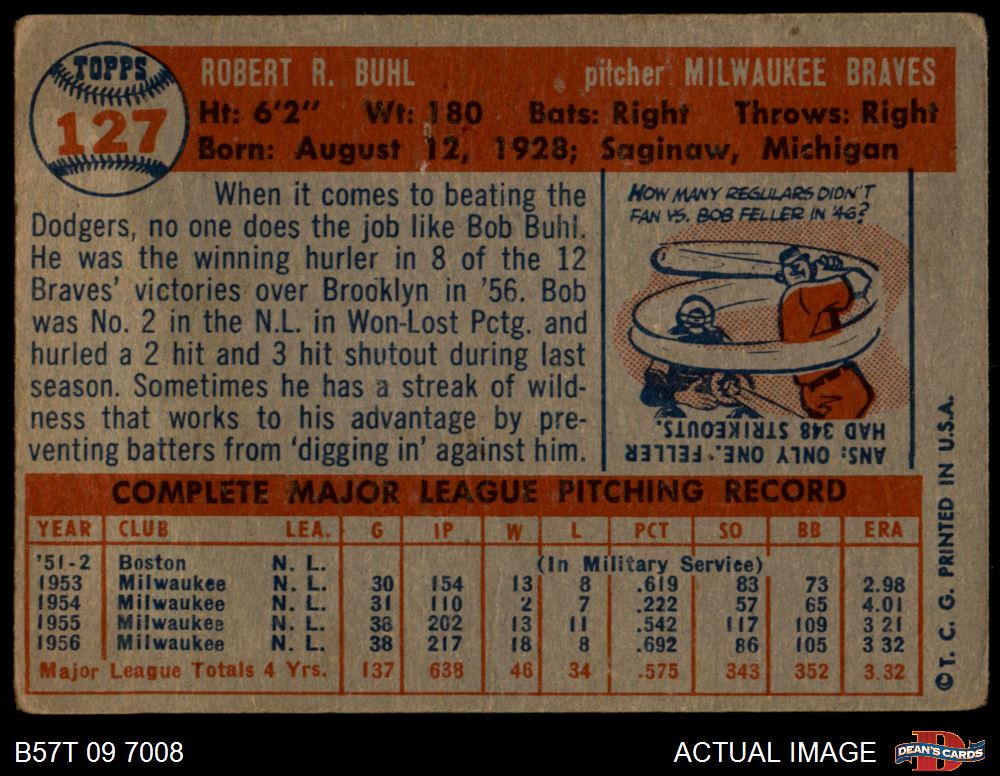 TOPPS
127
ROBERT R. BUHL pitcher MILWAUKEE BRAVES
Ht: 6'2" Wt: 180 Bats: Right Throws: Right
Born: August 12, 1928; Saginaw, Michigan
When it comes to beating the
Dodgers, no one does the job like Bob Buhl.
He was the winning hurler in 8 of the 12
Braves' victories over Brooklyn in '56. Bob
was No. 2 in the N.L. in Won-Lost Pctg. and
hurled a 2 hit and 3 hit shutout during last
season. Sometimes he has a streak of wild-
ness that works to his advantage by pre-
venting batters from 'digging in' against him.
HOW MANY REGULARS DIDN'T
FAN VS. BOB FELLER IN '46?
ANS: ONLY ONE. FELLER
HAD 348 STRIKEOUTS.
COMPLETE MAJOR LEAGUE PITCHING RECORD
YEAR CLUB LEA. G IP W L PCT SO BB ERA
'51-2 Boston N. L. (In Military Service)
1953 Milwaukee N. L. 30 154 13 8 .619 83 73 2.98
1954 Milwaukee N. L. 31 110 2 7 .222 57 65 4.01
1955 Milwaukee N. L. 38 202 13 11 .542 117 109 3 21
1956 Milwaukee N. L. 38 217 18 8 .692 86 105 3 32
Major League Totals 4 Yrs. 137 638 46 34 .575 343 352 3.32
©T. C. G. PRINTED IN U.S.A.
B57T 09 7008 ACTUAL IMAGE
D
DEAN'S CARDS